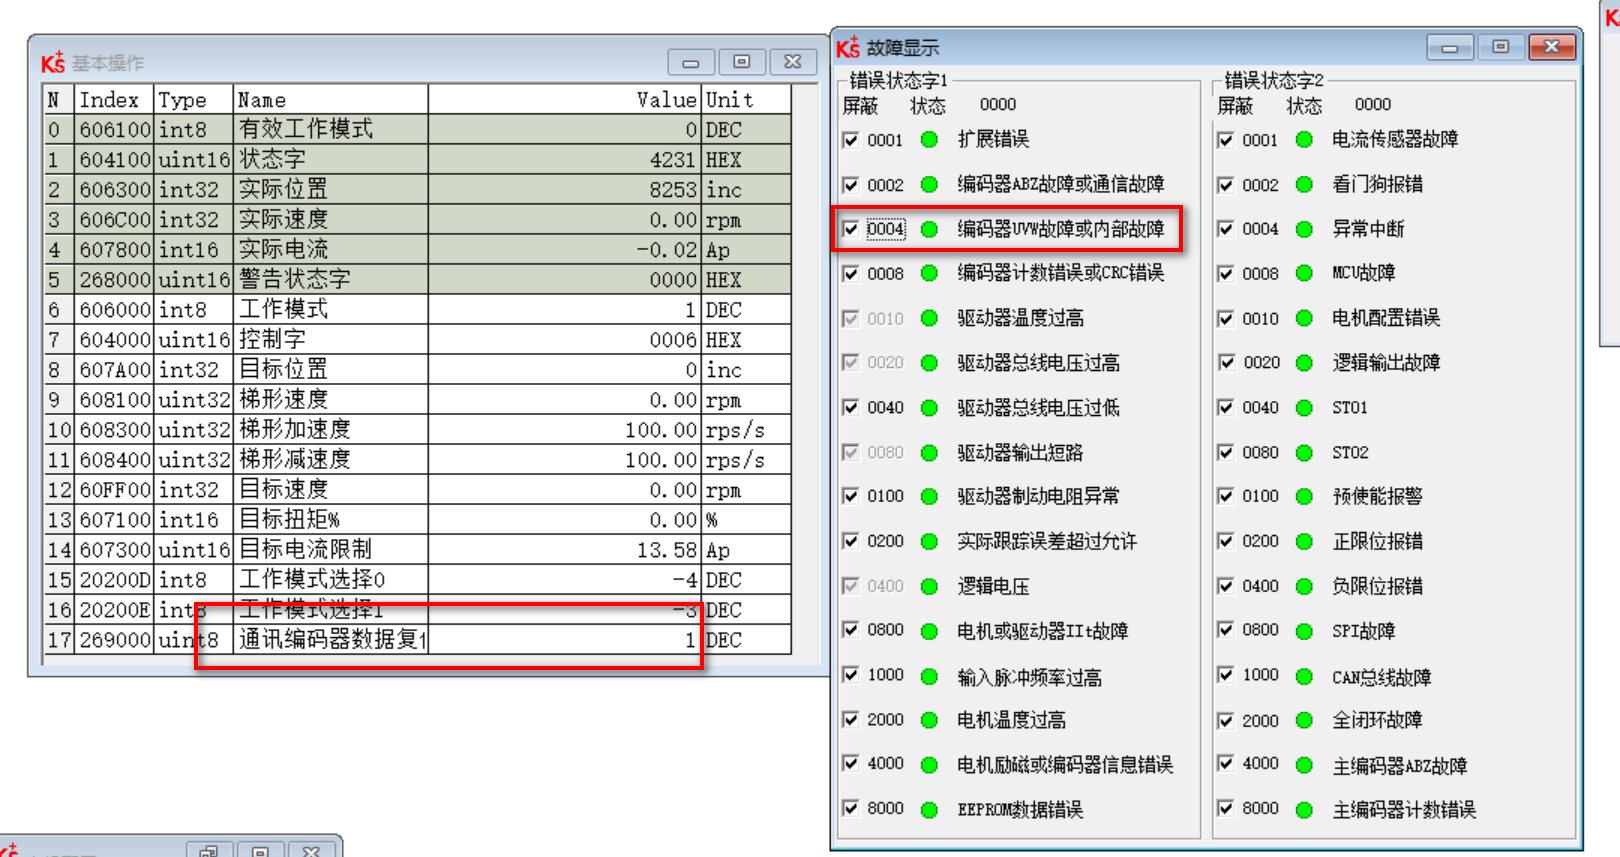 Ks 基本操作
N Index Type Name Value Unit
0 606100 int8 有效工作模式 0 DEC
1 604100 uint16 状态字 4231 HEX
2 606300 int32 实际位置 8253 inc
3 606C00 int32 实际速度 0.00 rpm
4 607800 int16 实际电流 -0.02 Ap
5 268000 uint16 警告状态字 0000 HEX
6 606000 int8 工作模式 1 DEC
7 604000 uint16 控制字 0006 HEX
8 607A00 int32 目标位置 0 inc
9 608100 uint32 梯形速度 0.00 rpm
10 608300 uint32 梯形加速度 100.00 rps/s
11 608400 uint32 梯形减速度 100.00 rps/s
12 60FF00 int32 目标速度 0.00 rpm
13 607100 int16 目标扭矩% 0.00 %
14 607300 uint16 目标电流限制 13.58 Ap
15 20200D int8 工作模式选择0 -4 DEC
16 20200E int8 工作模式选择1 -3 DEC
17 269000 uint8 通讯编码器数据复 1 DEC
Ks 故障显示
错误状态字1
屏蔽 状态 0000
0001 扩展错误
0002 编码器ABZ故障或通信故障
0004 编码器UVW故障或内部故障
0008 编码器计数错误或CRC错误
0010 驱动器温度过高
0020 驱动器总线电压过高
0040 驱动器总线电压过低
0080 驱动器输出短路
0100 驱动器制动电阻异常
0200 实际跟踪误差超过允许
0400 逻辑电压
0800 电机或驱动器IIt故障
1000 输入脉冲频率过高
2000 电机温度过高
4000 电机励磁或编码器信息错误
8000 EEPROM数据错误
错误状态字2
屏蔽 状态 0000
0001 电流传感器故障
0002 看门狗报错
0004 异常中断
0008 MCU故障
0010 电机配置错误
0020 逻辑输出故障
0040 STO1
0080 STO2
0100 预使能报警
0200 正限位报错
0400 负限位报错
0800 SPI故障
1000 CAN总线故障
2000 全闭环故障
4000 主编码器ABZ故障
8000 主编码器计数错误